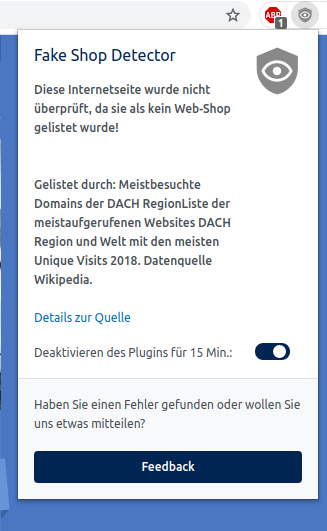 ABP
1
Fake Shop Detector
Diese Internetseite wurde nicht
überprüft, da sie als kein Web-Shop
gelistet wurde!
Gelistet durch: Meistbesuchte
Domains der DACH RegionListe der
meistaufgerufenen Websites DACH
Region und Welt mit den meisten
Unique Visits 2018. Datenquelle
Wikipedia.
Details zur Quelle
Deaktivieren des Plugins für 15 Min.:
Haben Sie einen Fehler gefunden oder wollen Sie
uns etwas mitteilen?
Feedback